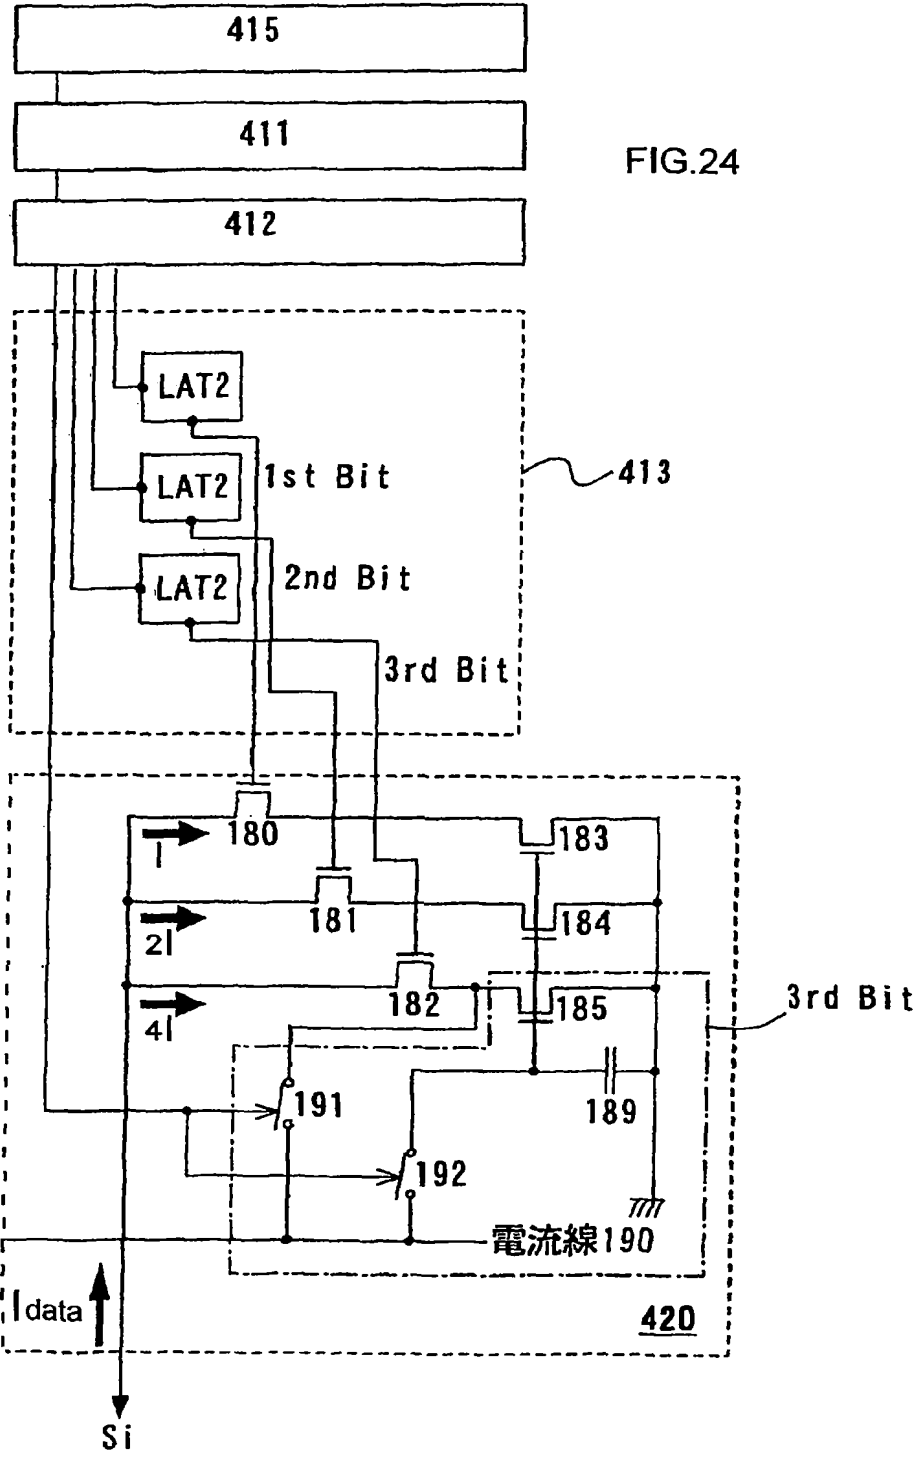 415
411
FIG.24
412
LAT2
1st Bit
413
LAT2
2nd Bit
LAT2
3rd Bit
180
183
I
181
184
2I
182
185
3rd Bit
4I
191
189
192
電流線190
Idata
420
Si